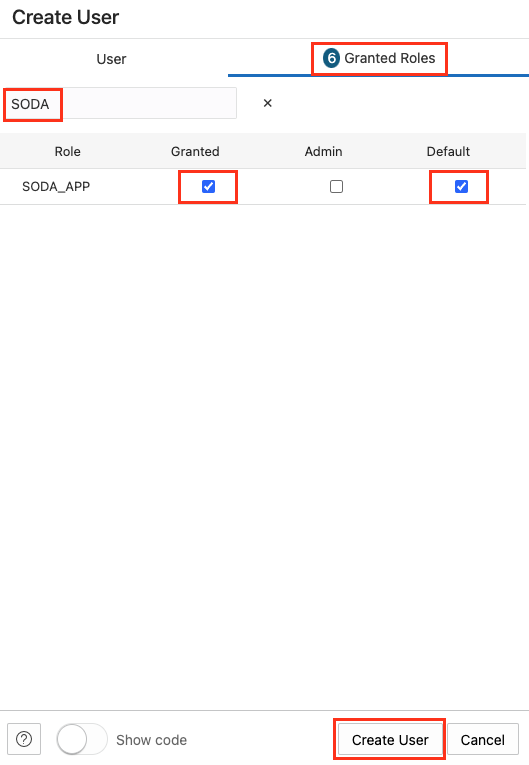 Create User
User
6 Granted Roles
SODA
Role Granted Admin Default
SODA_APP
Show code
Create User Cancel